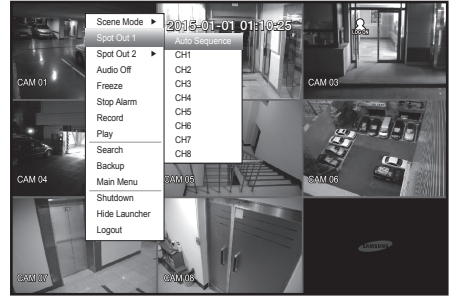 2015-01-01 01:10:25
Scene Mode
Spot Out 1
Spot Out 2
Audio Off
Freeze
Stop Alarm
Record
Play
Search
Backup
Main Menu
Shutdown
Hide Launcher
Logout
Auto Sequence
CH1
CH2
CH3
CH4
CH5
CH6
CH7
CH8
LOG ON
CAM 01
CAM 03
CAM 04
CAM 05
CAM 06
CAM 07
CAM 08
SAMSUNG